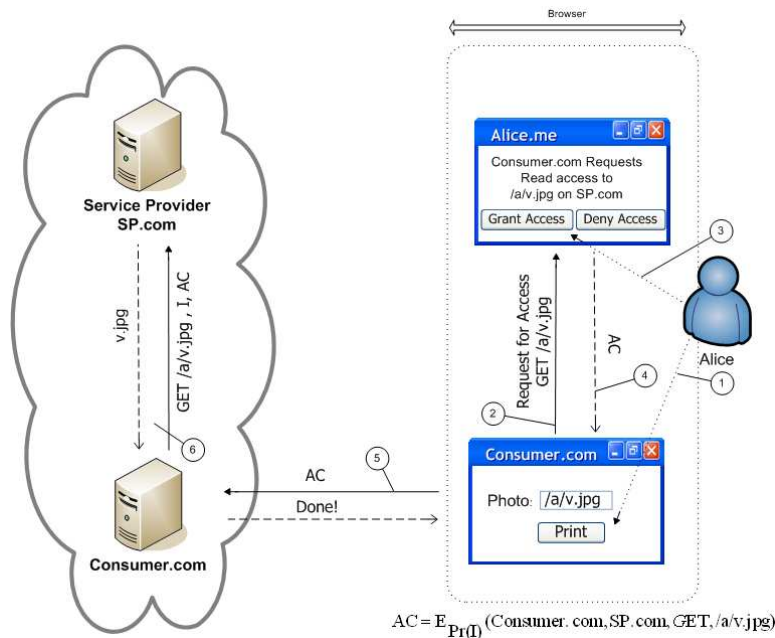 Browser
Alice.me
Consumer.com Requests
Read access to
/a/v.jpg on SP.com
Grant Access
Deny Access
Service Provider
SP.com
3
v.jpg
GET /a/v.jpg , I, AC
Request for Access
GET /a/v.jpg
AC
Alice
4
1
2
6
5
Consumer.com
AC
Photo: /a/v.jpg
Done!
Print
Consumer.com
AC = E Pr(I) (Consumer.com, SP.com, GET, /a/v.jpg)